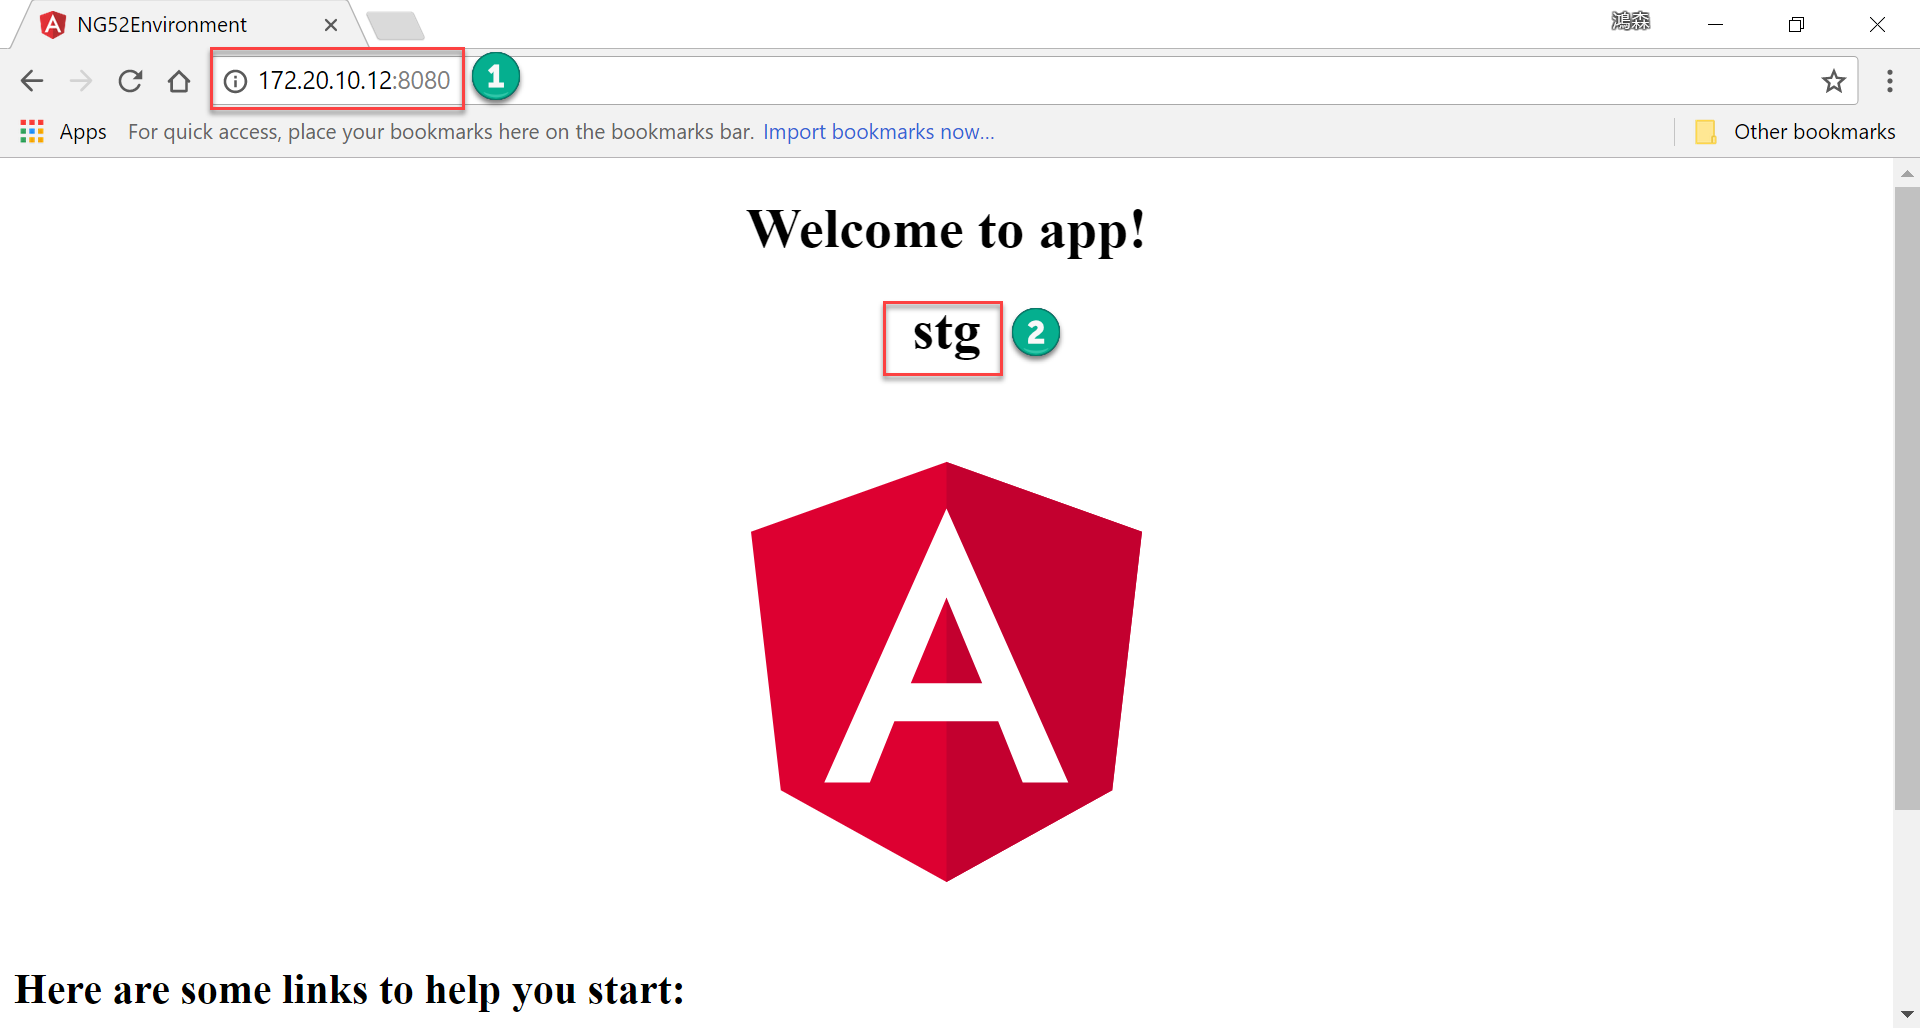 NG52Environment
鴻森
172.20.10.12:8080
1
Apps For quick access, place your bookmarks here on the bookmarks bar. Import bookmarks now... Other bookmarks
Welcome to app!
stg
2
A
Here are some links to help you start: